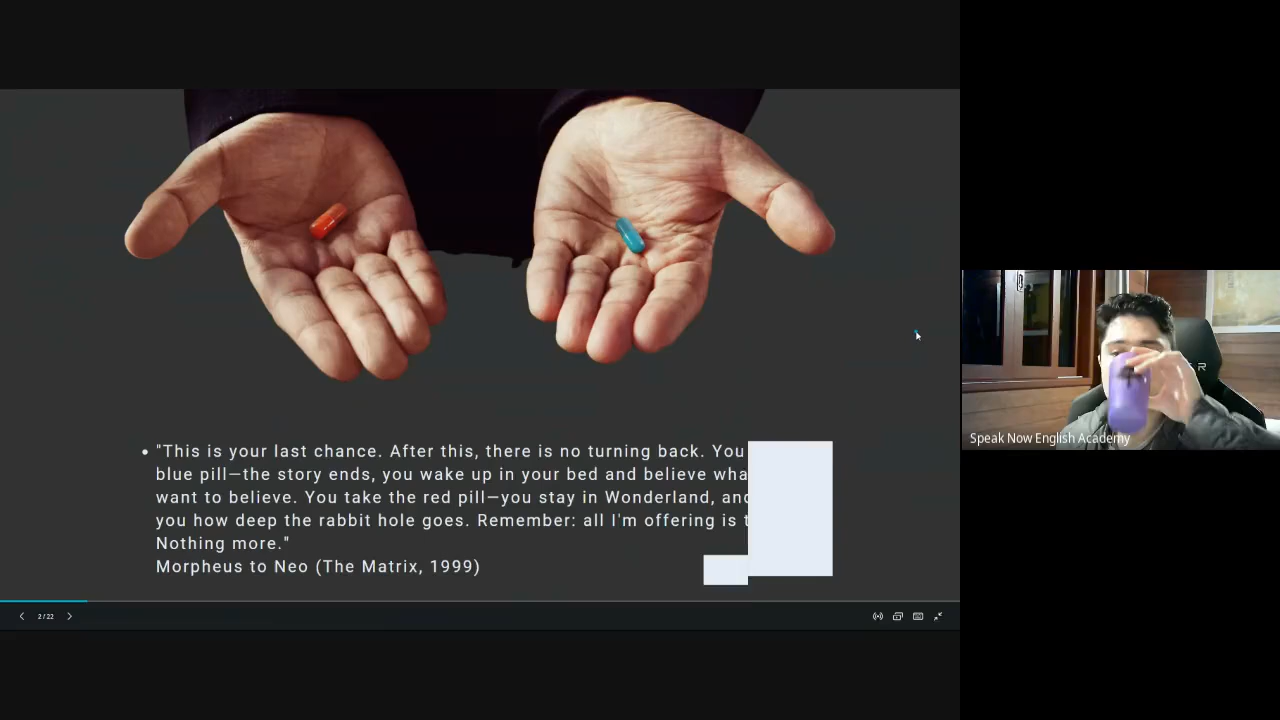 • "This is your last chance. After this, there is no turning back. You
blue pill—the story ends, you wake up in your bed and believe wha
want to believe. You take the red pill—you stay in Wonderland, and
you how deep the rabbit hole goes. Remember: all I'm offering is t
Nothing more."
Morpheus to Neo (The Matrix, 1999)
2 / 22
Speak Now English Academy